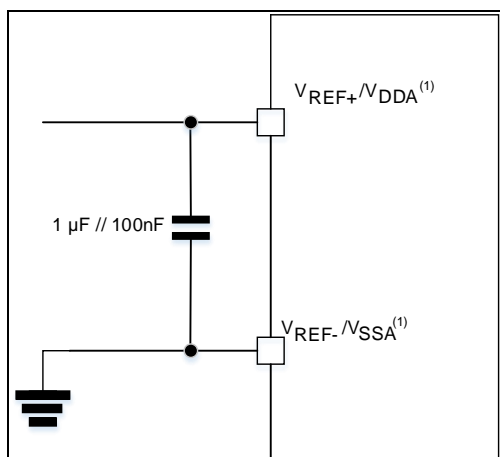 VREF+/VDDA(1)
1 µF // 100nF
VREF-/VSSA(1)